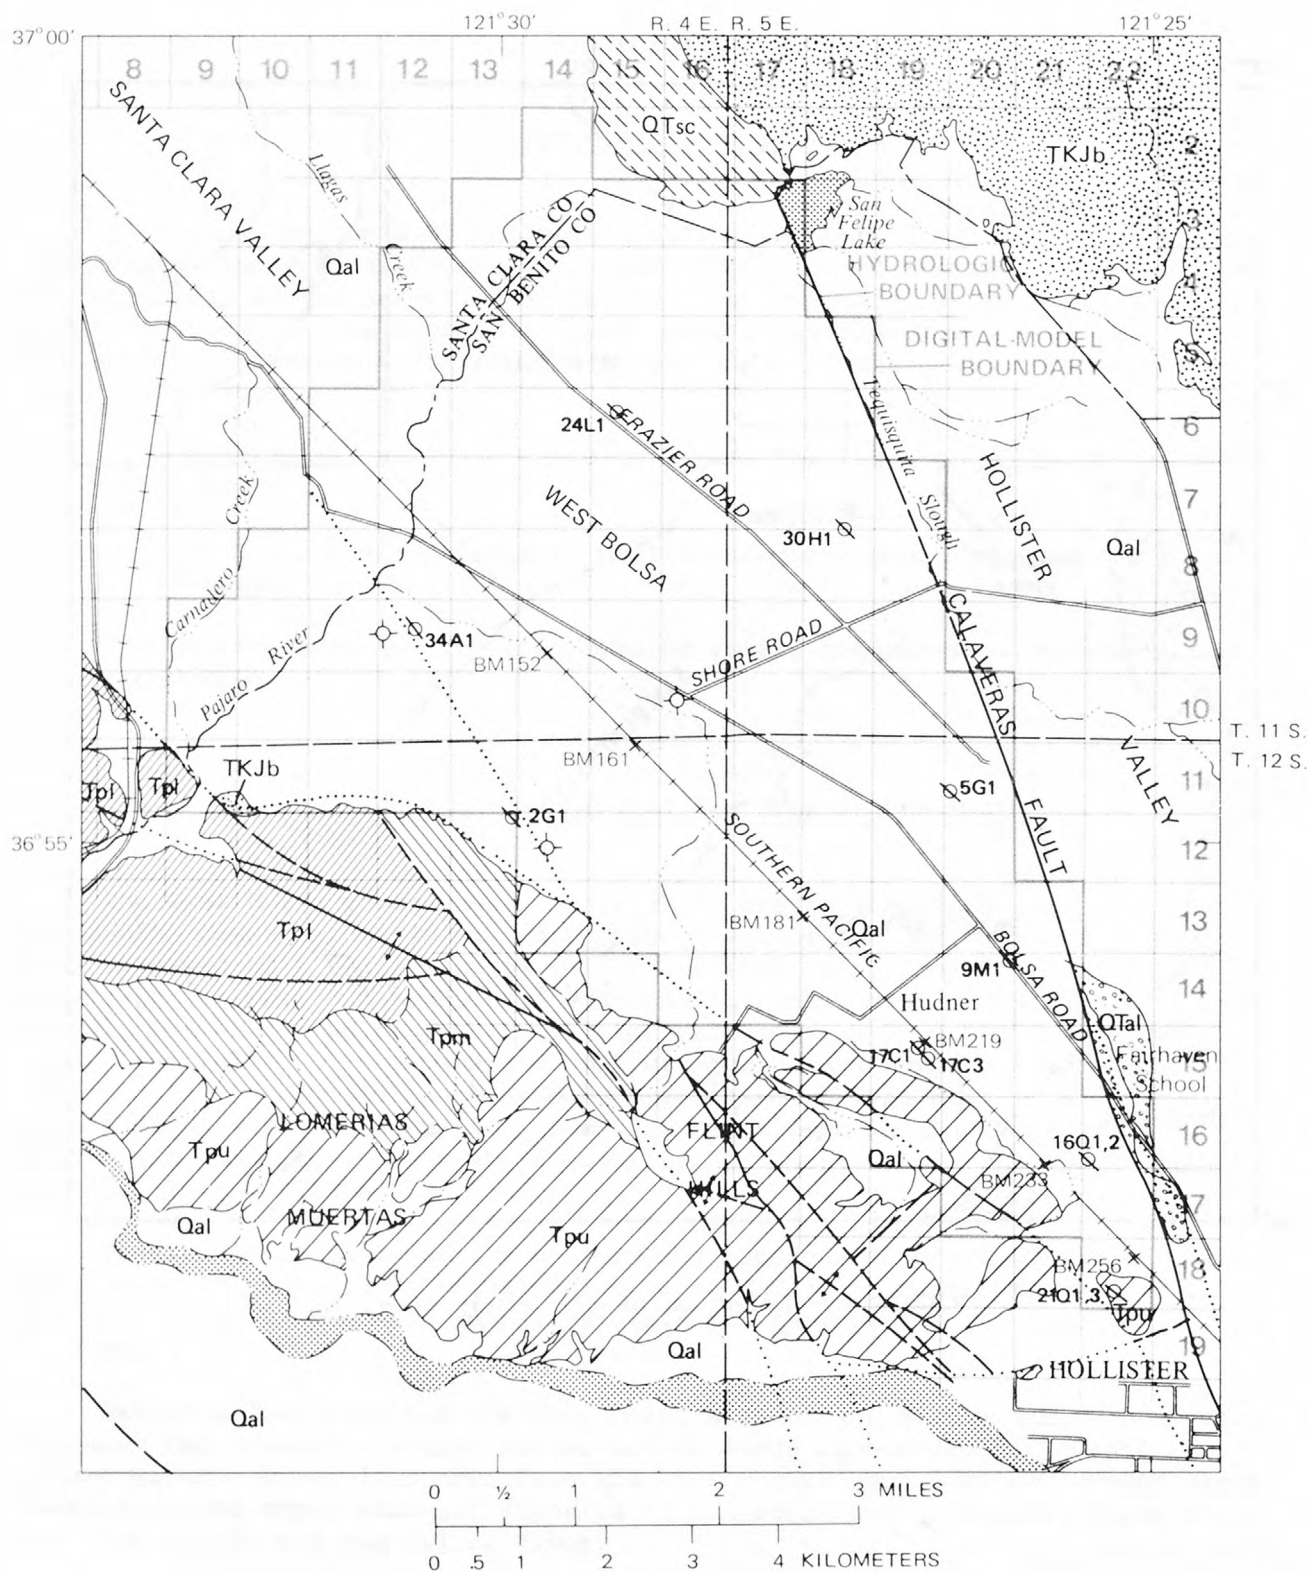 121°30' R. 4 E. R. 5 E. 121°25'
37°00'
8 9 10 11 12 13 14 15 16 17 18 19 20 21 22
SANTA CLARA VALLEY
Llagas
Creek
QTsc
TKJb
2
San
Felipe
Lake
3
Qal
SANTA CLARA CO
SAN BENITO CO
HYDROLOGIC
BOUNDARY
4
DIGITAL-MODEL
BOUNDARY
5
24L1
FRAZIER ROAD
Tequisquita
Slough
6
WEST BOLSA
HOLLISTER
7
30H1
Qal
Creek
Carnadero
8
CALAVERAS
34A1
River
BM152
SHORE ROAD
9
Pajaro
10
T. 11 S.
T. 12 S.
BM161
VALLEY
TKJb
Tpl
Tpl
5G1
11
FAULT
2G1
36°55'
12
SOUTHERN PACIFIC
BM181
Qal
13
Tpl
BOLSA ROAD
9M1
14
Hudner
QTal
Tpm
BM219
17C1
17C3
Fairhaven
School
15
LOMERIAS
FLINT
16
16Q1,2
Tpu
Qal
BM233
HILLS
17
MUERTAS
Qal
Tpu
BM256
18
21Q1,3
Tpu
19
Qal
HOLLISTER
Qal
0 ½ 1 2 3 MILES
0 .5 1 2 3 4 KILOMETERS